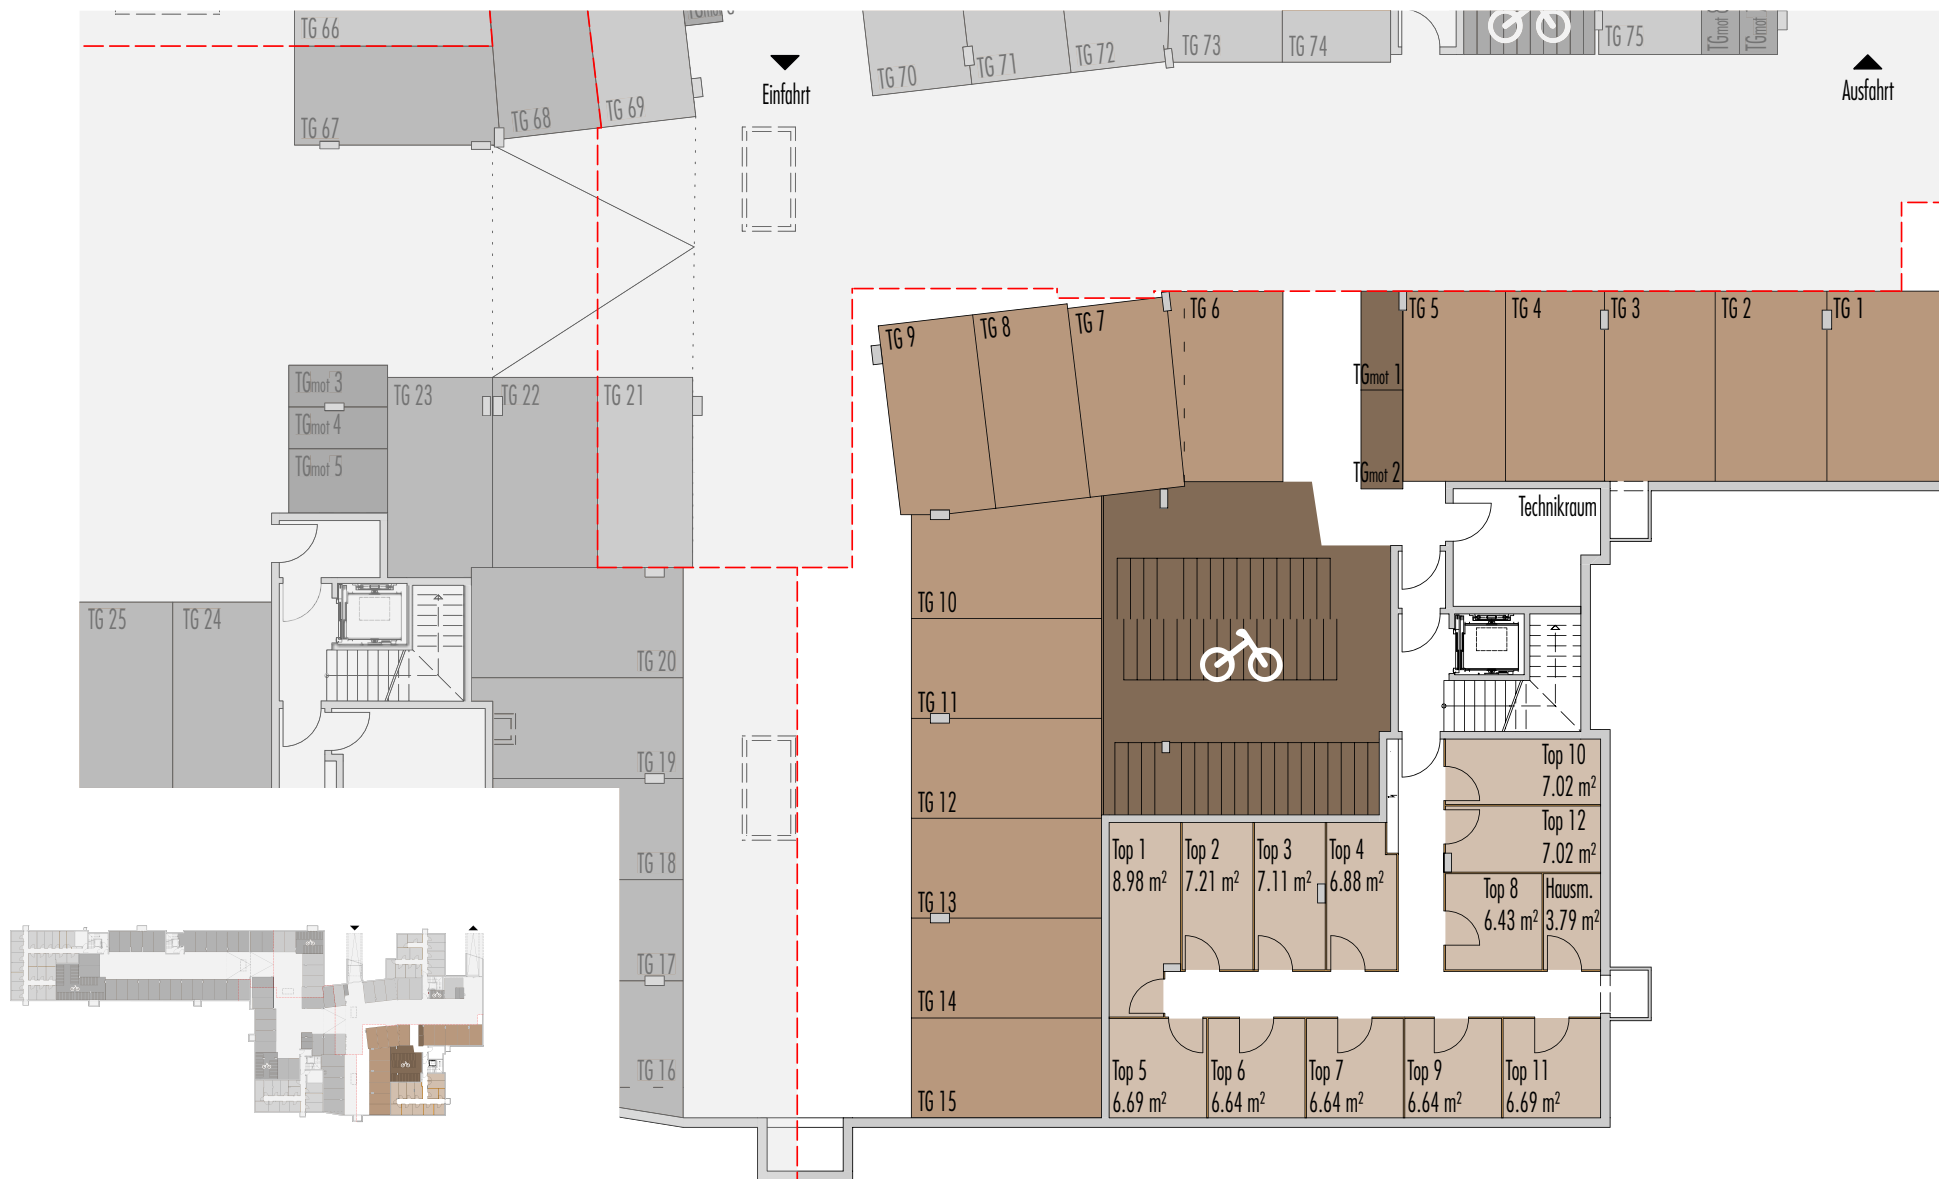 TG 66
TG 67
TG 68
TG 69
Einfahrt
TG 70
TG 71
TG 72
TG 73
TG 74
TG 75
TGmot
TGmot
Ausfahrt
TG 9
TG 8
TG 7
TG 6
TGmot 1
TGmot 2
TG 5
TG 4
TG 3
TG 2
TG 1
TGmot 3
TGmot 4
TGmot 5
TG 23
TG 22
TG 21
Technikraum
TG 25
TG 24
TG 20
TG 19
TG 18
TG 17
TG 16
TG 10
TG 11
TG 12
TG 13
TG 14
TG 15
Top 10
7.02 m²
Top 12
7.02 m²
Top 8
6.43 m²
Hausm.
3.79 m²
Top 1
8.98 m²
Top 2
7.21 m²
Top 3
7.11 m²
Top 4
6.88 m²
Top 5
6.69 m²
Top 6
6.64 m²
Top 7
6.64 m²
Top 9
6.64 m²
Top 11
6.69 m²